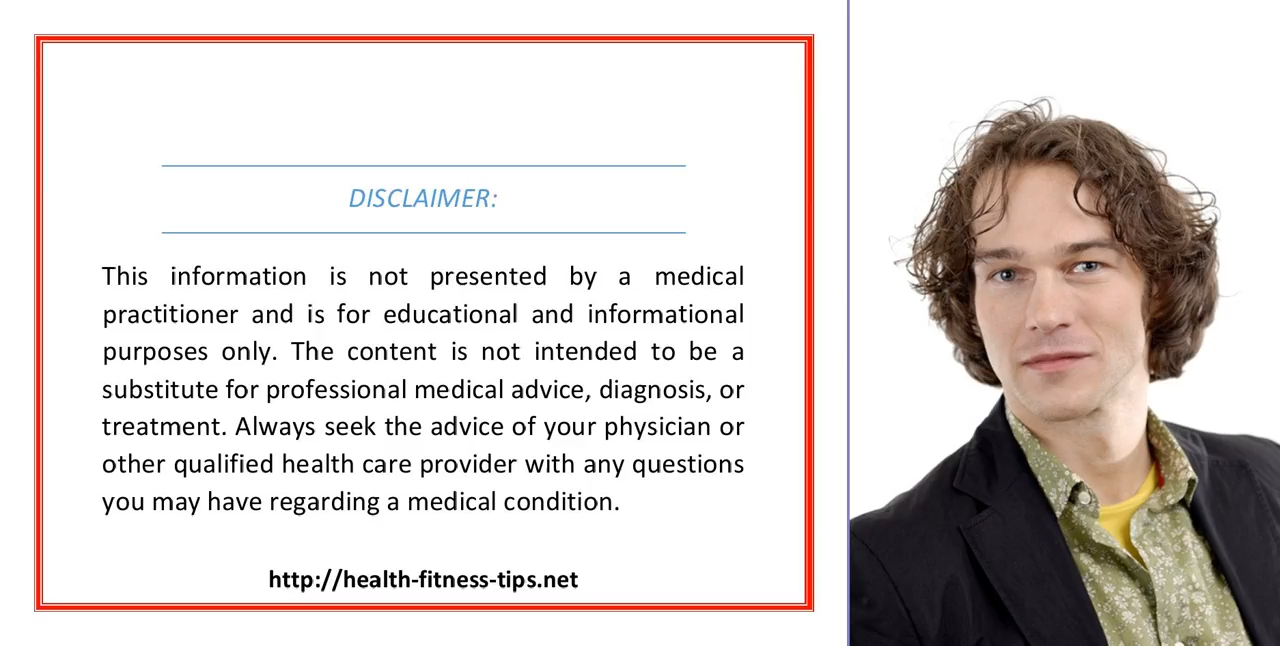 DISCLAIMER:
This information is not presented by a medical
practitioner and is for educational and informational
purposes only. The content is not intended to be a
substitute for professional medical advice, diagnosis, or
treatment. Always seek the advice of your physician or
other qualified health care provider with any questions
you may have regarding a medical condition.
http://health-fitness-tips.net